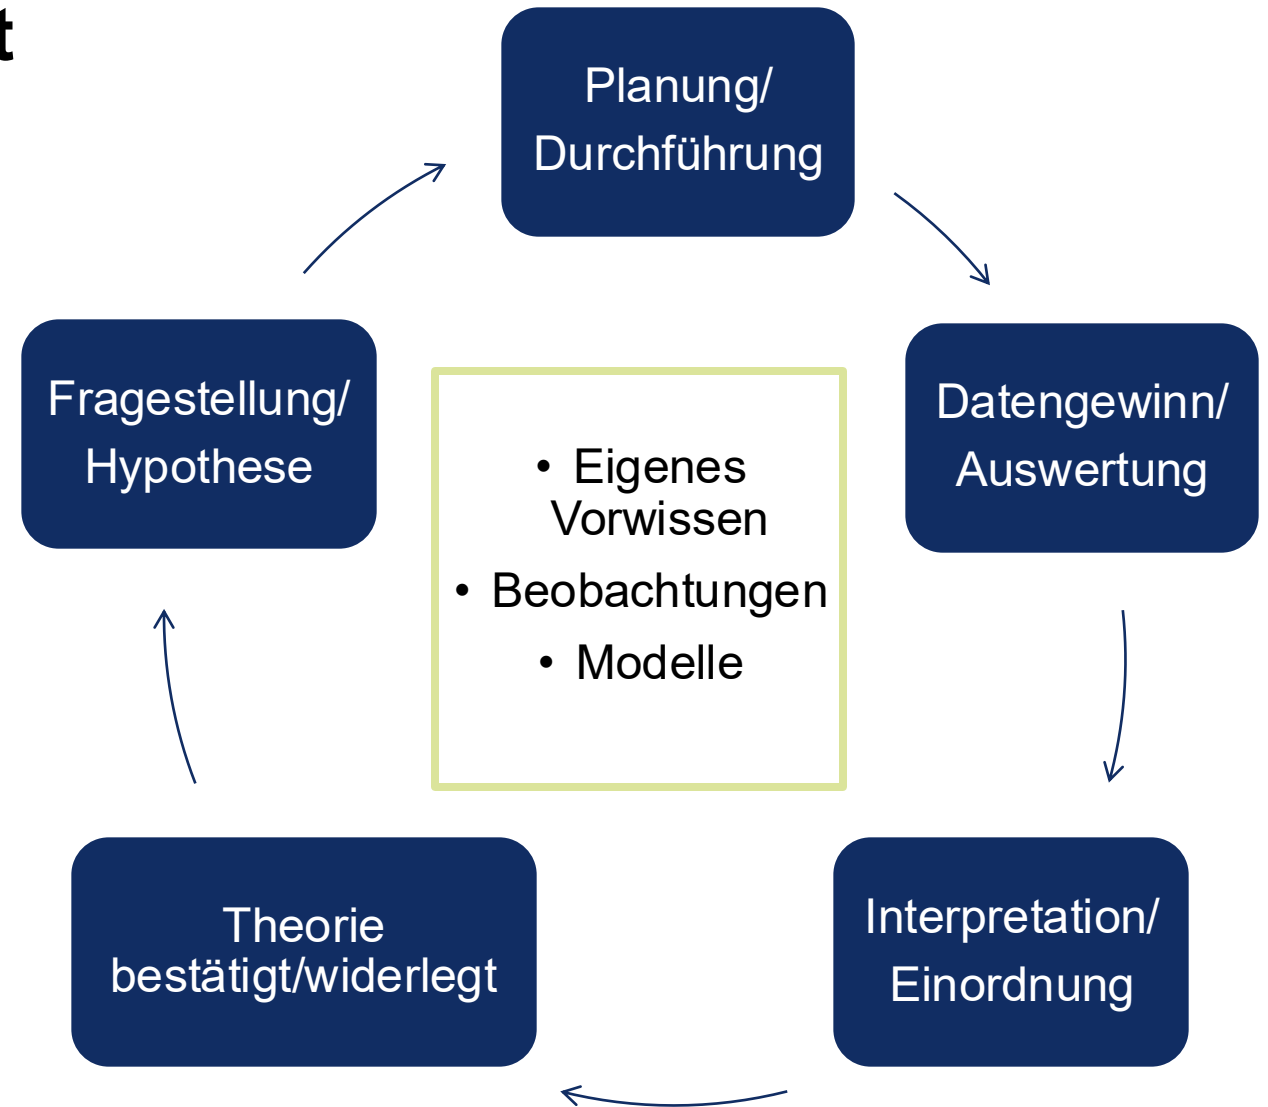 t
Planung/
Durchführung
Fragestellung/
Hypothese
Datengewinn/
Auswertung
• Eigenes
Vorwissen
• Beobachtungen
• Modelle
Theorie
bestätigt/widerlegt
Interpretation/
Einordnung